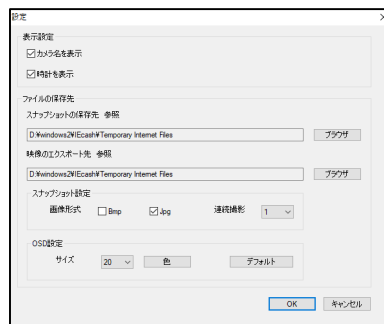 設定
表示設定
カメラ名を表示
時計を表示
ファイルの保存先
スナップショットの保存先 参照
D:¥windows2¥IEcash¥Temporary Internet Files
ブラウザ
映像のエクスポート先 参照
D:¥windows2¥IEcash¥Temporary Internet Files
ブラウザ
スナップショット設定
画像形式 Bmp Jpg 連続撮影 1
OSD設定
サイズ 20 色 デフォルト
OK キャンセル